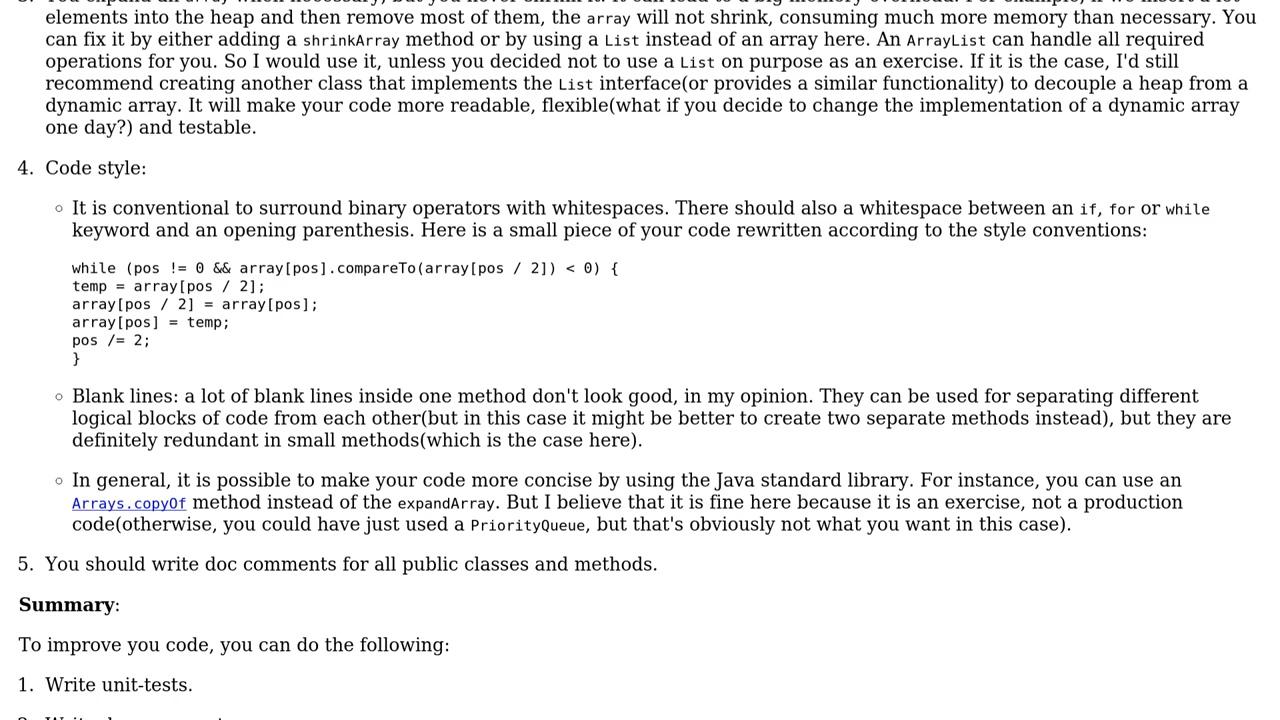 elements into the heap and then remove most of them, the array will not shrink, consuming much more memory than necessary. You
can fix it by either adding a shrinkArray method or by using a List instead of an array here. An ArrayList can handle all required
operations for you. So I would use it, unless you decided not to use a List on purpose as an exercise. If it is the case, I'd still
recommend creating another class that implements the List interface(or provides a similar functionality) to decouple a heap from a
dynamic array. It will make your code more readable, flexible(what if you decide to change the implementation of a dynamic array
one day?) and testable.
4. Code style:
◦ It is conventional to surround binary operators with whitespaces. There should also a whitespace between an if, for or while
keyword and an opening parenthesis. Here is a small piece of your code rewritten according to the style conventions:
while (pos != 0 && array[pos].compareTo(array[pos / 2]) < 0) {
temp = array[pos / 2];
array[pos / 2] = array[pos];
array[pos] = temp;
pos /= 2;
}
◦ Blank lines: a lot of blank lines inside one method don't look good, in my opinion. They can be used for separating different
logical blocks of code from each other(but in this case it might be better to create two separate methods instead), but they are
definitely redundant in small methods(which is the case here).
◦ In general, it is possible to make your code more concise by using the Java standard library. For instance, you can use an
Arrays.copyOf method instead of the expandArray. But I believe that it is fine here because it is an exercise, not a production
code(otherwise, you could have just used a PriorityQueue, but that's obviously not what you want in this case).
5. You should write doc comments for all public classes and methods.
Summary:
To improve you code, you can do the following:
1. Write unit-tests.